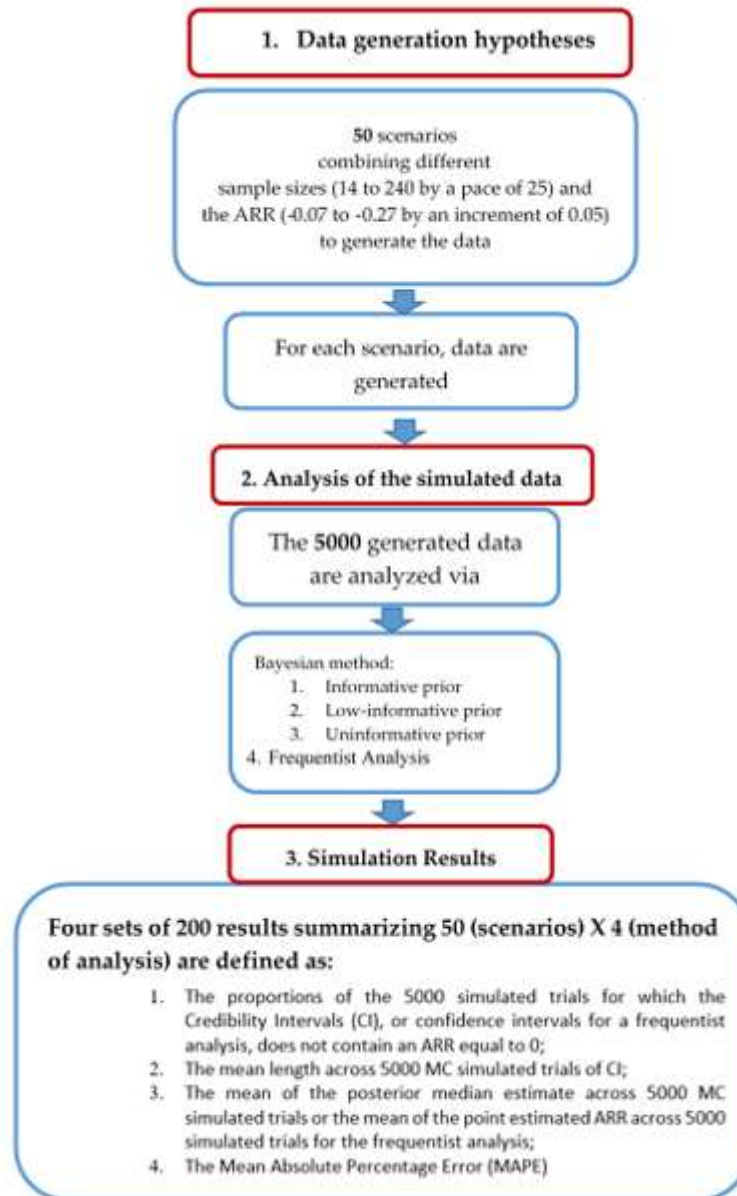 1. Data generation hypotheses
50 scenarios
combining different
sample sizes (14 to 240 by a pace of 25) and
the ARR (-0.07 to -0.27 by an increment of 0.05)
to generate the data
For each scenario, data are
generated
2. Analysis of the simulated data
The 5000 generated data
are analyzed via
Bayesian method:
1. Informative prior
2. Low-informative prior
3. Uninformative prior
4. Frequentist Analysis
3. Simulation Results
Four sets of 200 results summarizing 50 (scenarios) X 4 (method
of analysis) are defined as:
1. The proportions of the 5000 simulated trials for which the
Credibility Intervals (CI), or confidence intervals for a frequentist
analysis, does not contain an ARR equal to 0;
2. The mean length across 5000 MC simulated trials of CI;
3. The mean of the posterior median estimate across 5000 MC
simulated trials or the mean of the point estimated ARR across 5000
simulated trials for the frequentist analysis;
4. The Mean Absolute Percentage Error (MAPE)